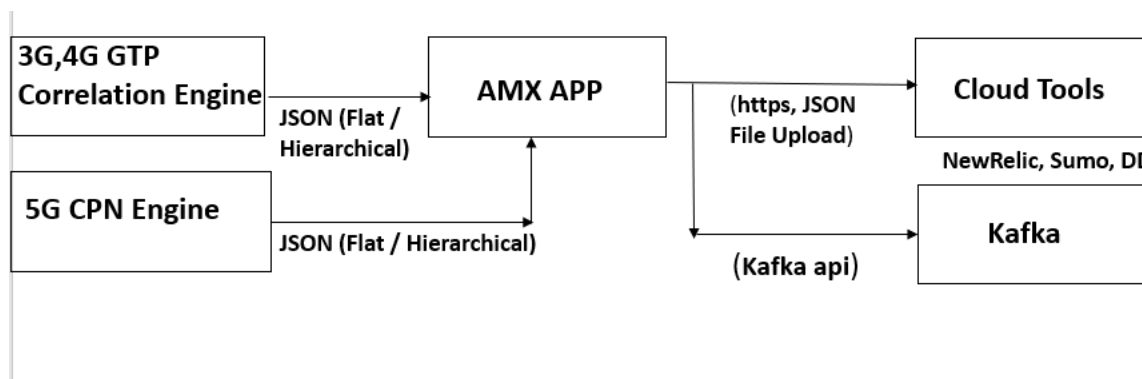 3G,4G GTP
Correlation Engine
JSON (Flat /
Hierarchical)
AMX APP
(https, JSON
File Upload)
Cloud Tools
NewRelic, Sumo, DD
5G CPN Engine
JSON (Flat / Hierarchical)
(Kafka api)
Kafka